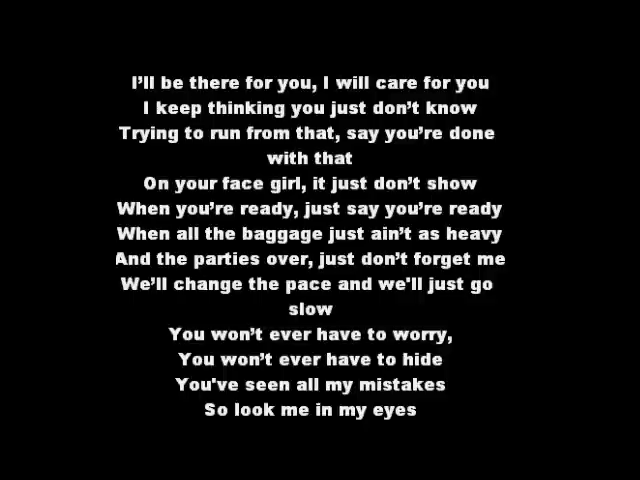 I’ll be there for you, I will care for you
I keep thinking you just don’t know
Trying to run from that, say you’re done
with that
On your face girl, it just don’t show
When you’re ready, just say you’re ready
When all the baggage just ain’t as heavy
And the parties over, just don’t forget me
We’ll change the pace and we'll just go
slow
You won’t ever have to worry,
You won’t ever have to hide
You've seen all my mistakes
So look me in my eyes